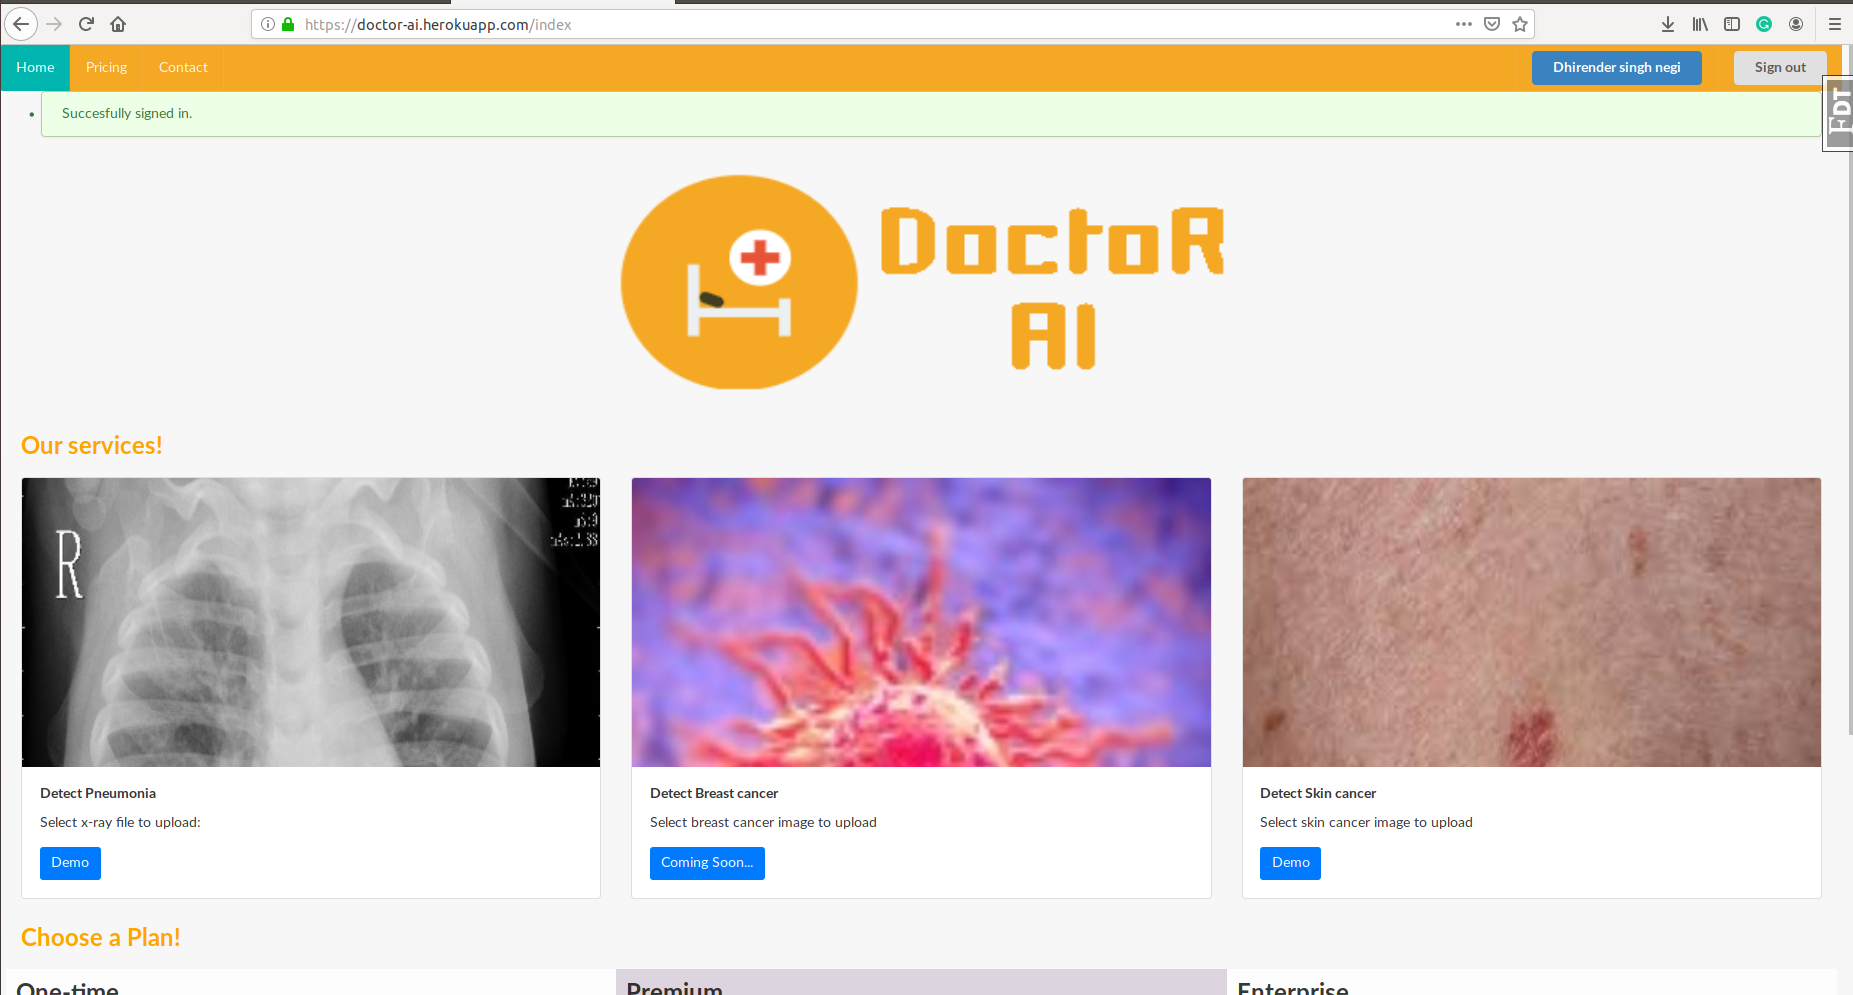 https://doctor-ai.herokuapp.com/index
Home Pricing Contact Dhirender singh negi Sign out
Succesfully signed in.
DT
DoctoR
AI
Our services!
R
Detect Pneumonia
Select x-ray file to upload:
Demo
Detect Breast cancer
Select breast cancer image to upload
Coming Soon...
Detect Skin cancer
Select skin cancer image to upload
Demo
Choose a Plan!
One-time
Premium
Enterprise